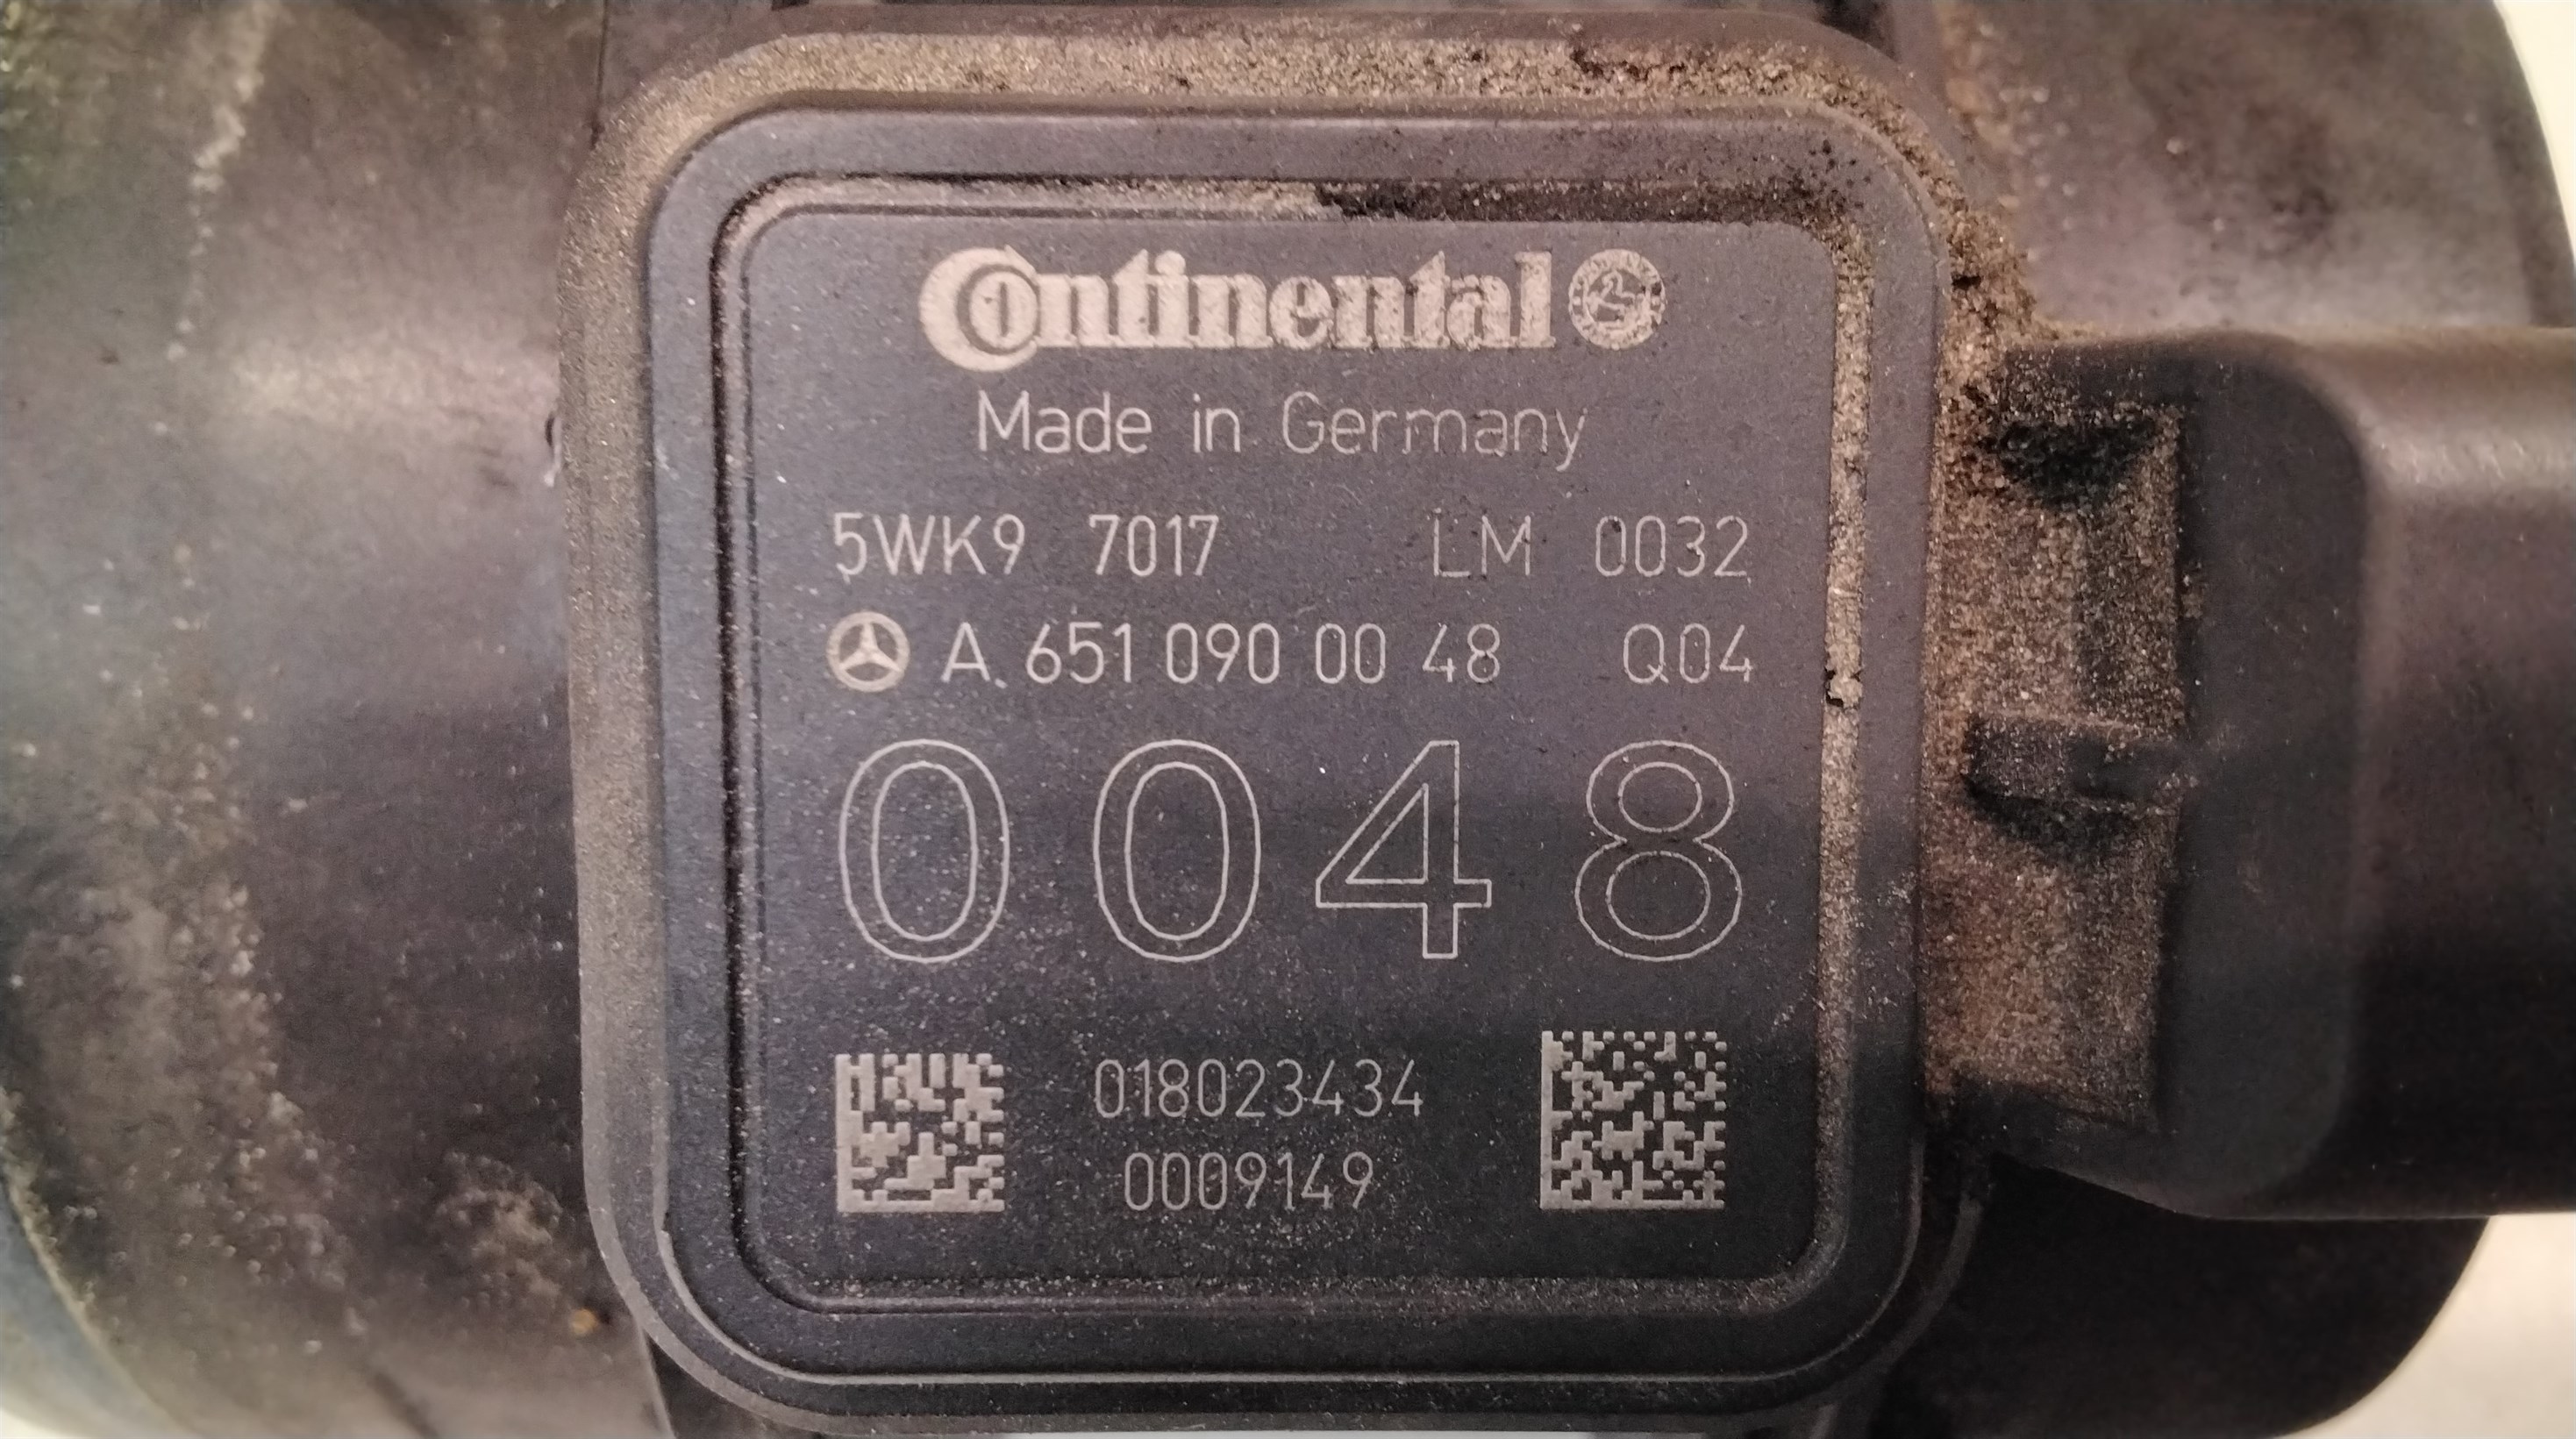 Continental
Made in Germany
5WK9 7017 LM 0032
A 651 090 00 48 Q04
0048
018023434
0009149